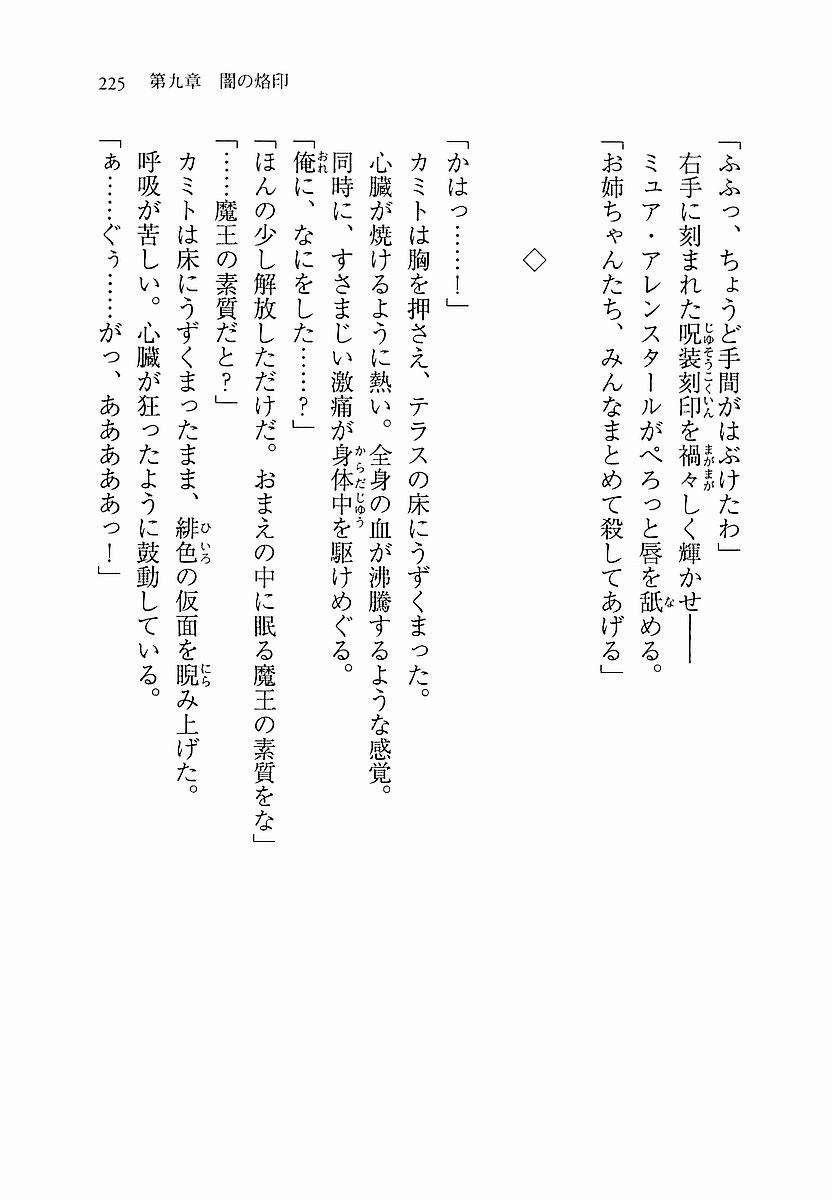 225 第九章 闇の烙印
「ふふっ、ちょうど手間がはぶけたわ」
右手に刻まれた呪装刻印を禍々しく輝かせ――
ミュア・アレンスタールがぺろっと唇を舐める。
「お姉ちゃんたち、みんなまとめて殺してあげる」
◇
「かはっ……！」
カミトは胸を押さえ、テラスの床にうずくまった。
心臓が焼けるように熱い。全身の血が沸騰するような感覚。
同時に、すさまじい激痛が身体中を駆けめぐる。
「俺に、なにをした……？」
「ほんの少し解放しただけだ。おまえの中に眠る魔王の素質をな」
「……魔王の素質だと？」
カミトは床にうずくまったまま、緋色の仮面を睨み上げた。
呼吸が苦しい。心臓が狂ったように鼓動している。
「ぁ……ぐぅ……がっ、あああああっ！」